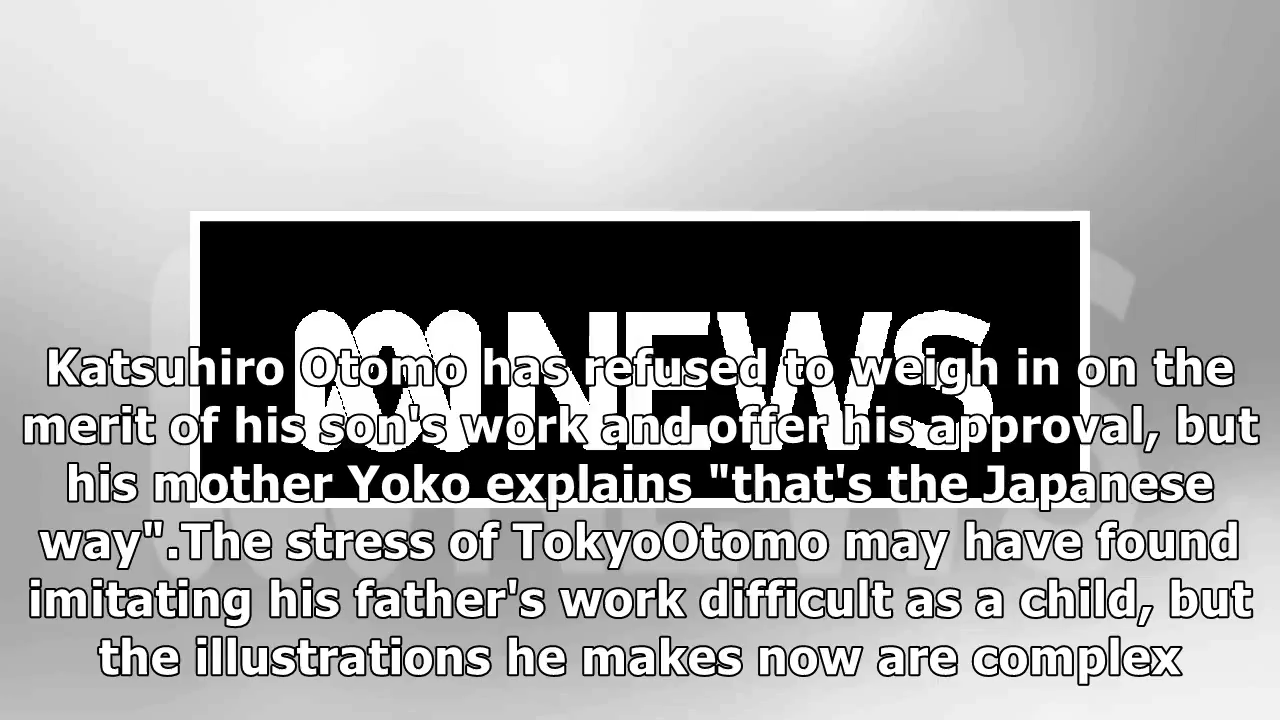 NEWS
Katsuhiro Otomo has refused to weigh in on the
merit of his son's work and offer his approval, but
his mother Yoko explains "that's the Japanese
way".The stress of TokyoOtomo may have found
imitating his father's work difficult as a child, but
the illustrations he makes now are complex